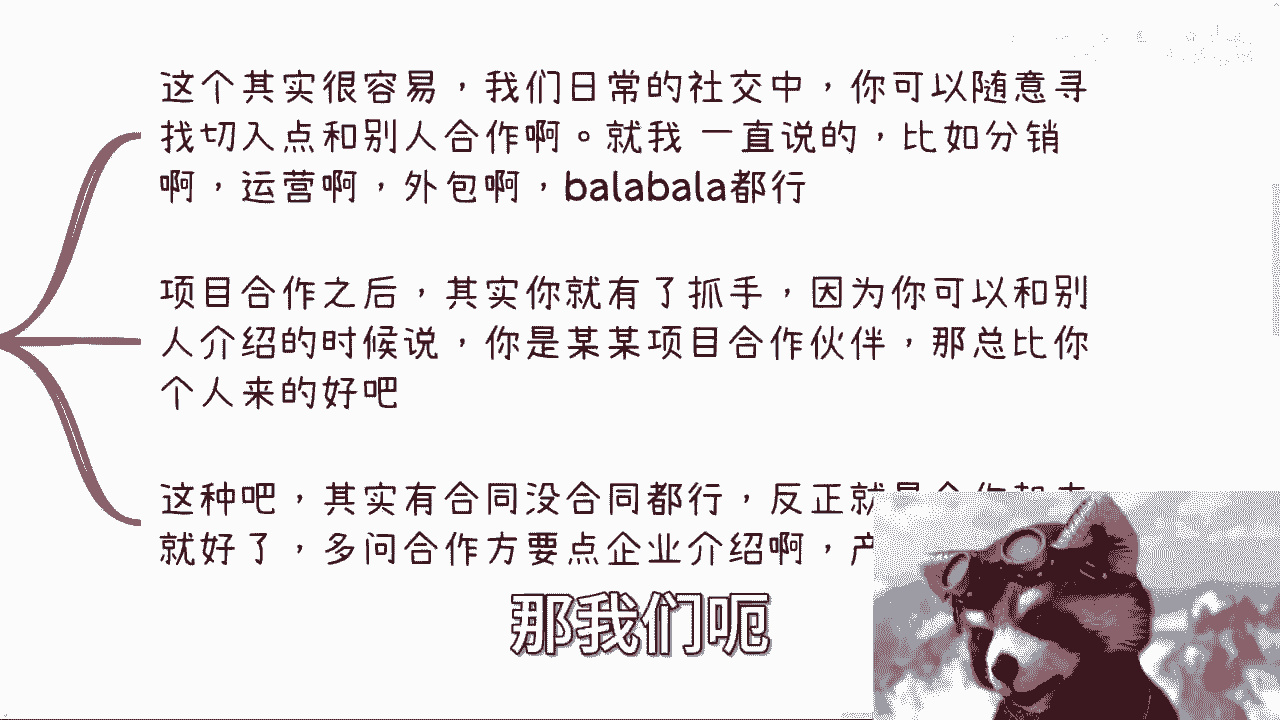 这个其实很容易，我们日常的社交中，你可以随意寻
找切入点和别人合作啊。就我 一直说的，比如分销
啊，运营啊，外包啊，balabala都行
项目合作之后，其实你就有了抓手，因为你可以和别
人介绍的时候说，你是某某项目合作伙伴，那总比你
个人来的好吧
这种吧，其实有合同没合同都行，反正就是合作起来
就好了，多问合作方要点企业介绍啊，产
那我们呃